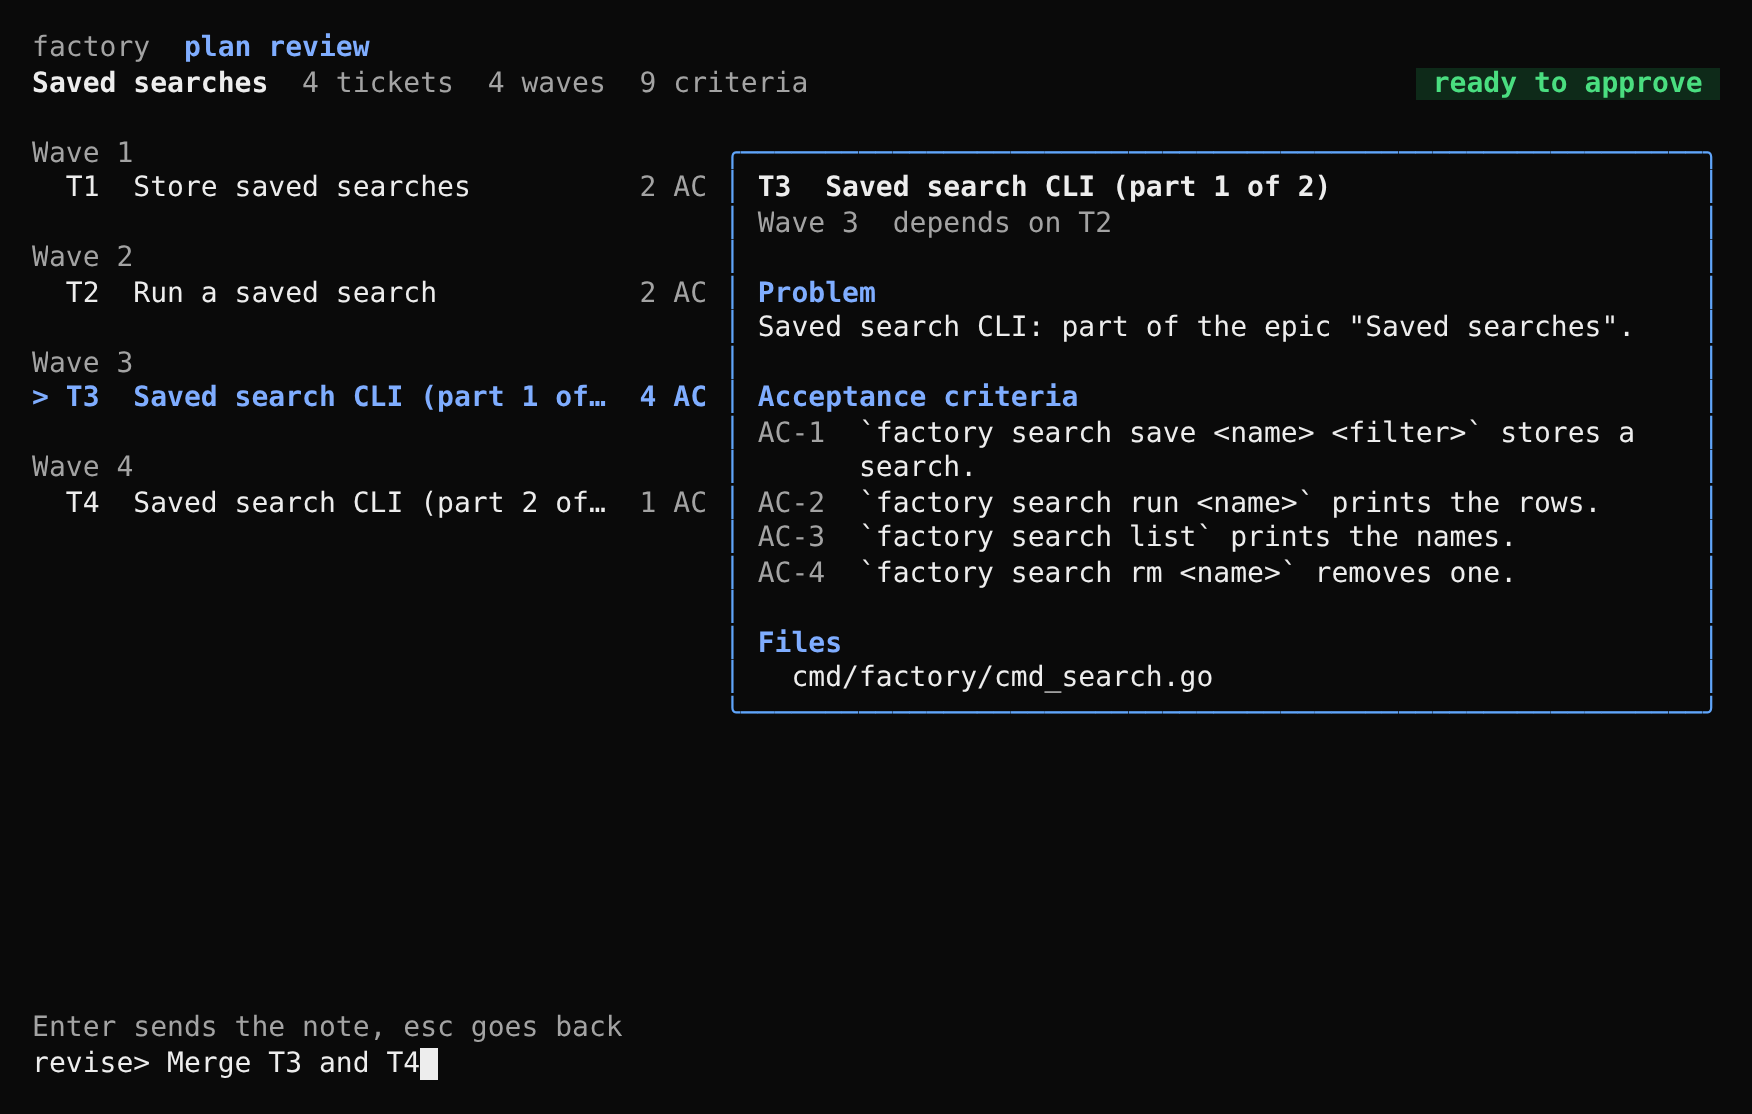 factory  plan review
Saved searches  4 tickets  4 waves  9 criteria
ready to approve
Wave 1
T1  Store saved searches  2 AC
Wave 2
T2  Run a saved search  2 AC
Wave 3
> T3  Saved search CLI (part 1 of…  4 AC
Wave 4
T4  Saved search CLI (part 2 of…  1 AC
T3  Saved search CLI (part 1 of 2)
Wave 3  depends on T2
Problem
Saved search CLI: part of the epic "Saved searches".
Acceptance criteria
AC-1  `factory search save <name> <filter>` stores a
search.
AC-2  `factory search run <name>` prints the rows.
AC-3  `factory search list` prints the names.
AC-4  `factory search rm <name>` removes one.
Files
cmd/factory/cmd_search.go
Enter sends the note, esc goes back
revise> Merge T3 and T4